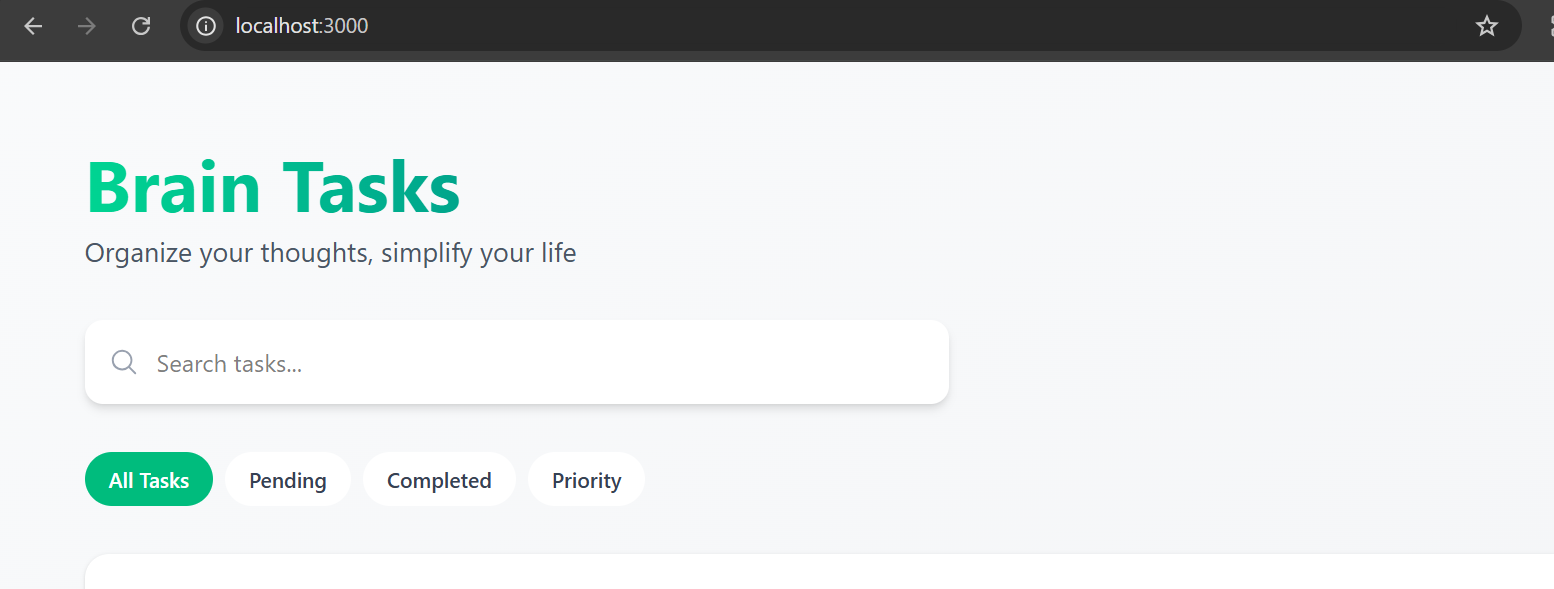 localhost:3000
Brain Tasks
Organize your thoughts, simplify your life
Search tasks...
All Tasks Pending Completed Priority